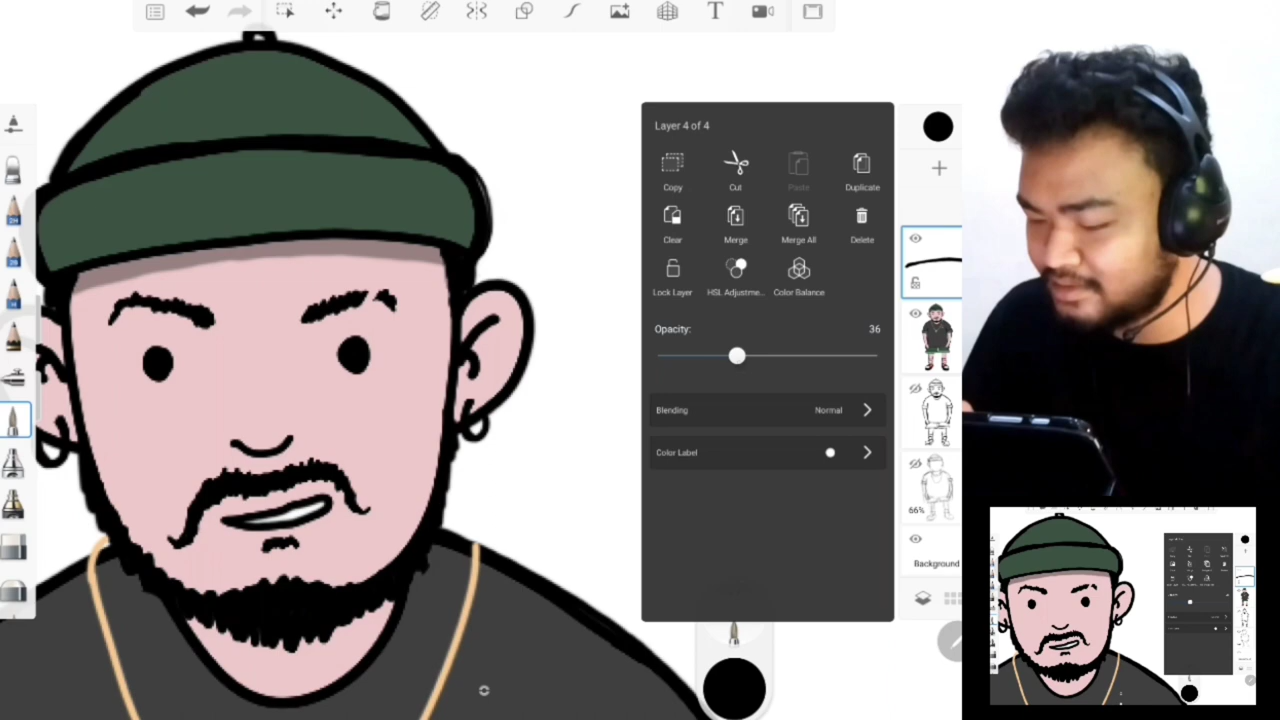 T
Layer 4 of 4
Copy
Cut
Paste
Duplicate
Clear
Merge
Merge All
Delete
Lock Layer
HSL Adjustme...
Color Balance
Opacity: 36
Blending Normal
Color Label
66%
Background